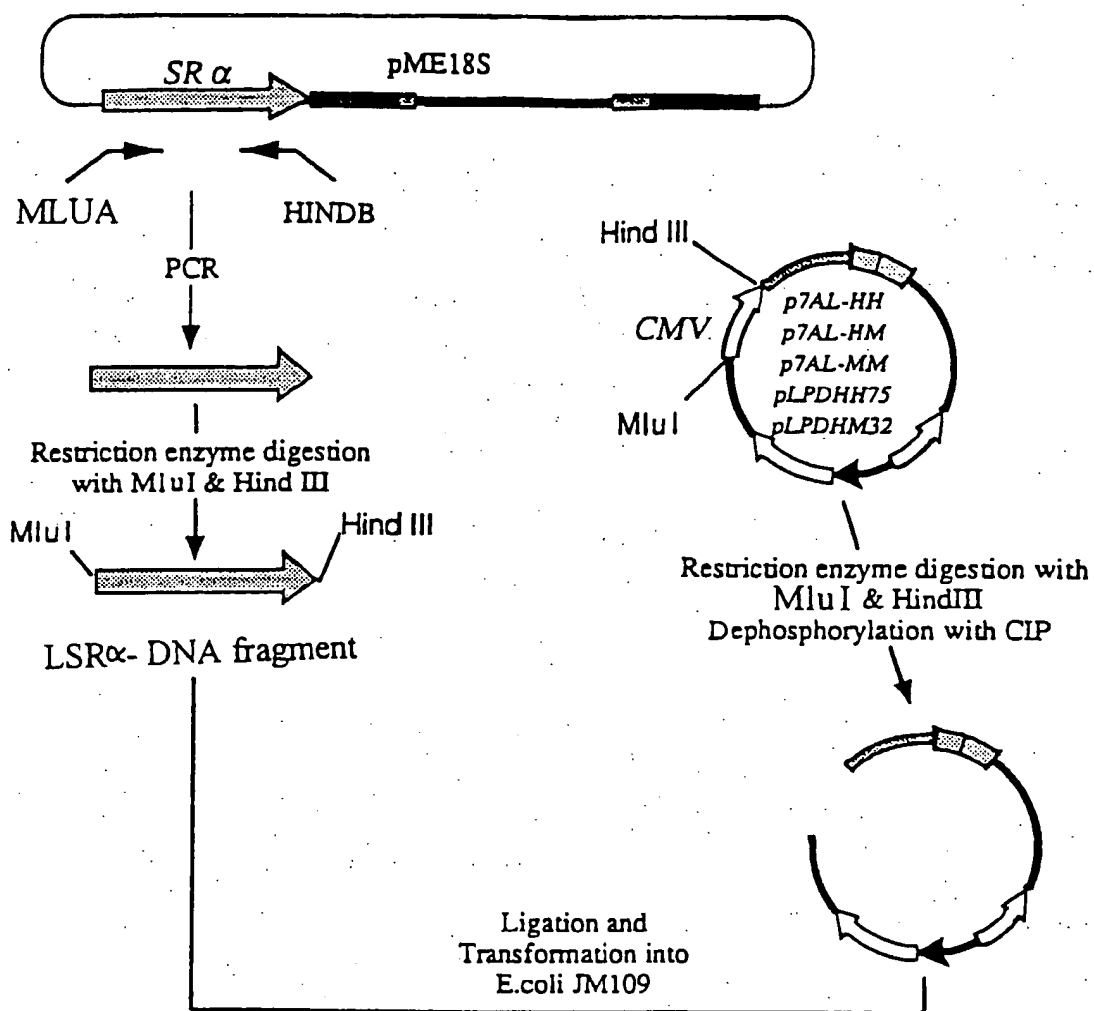 SR α
pME18S
MLUA
HINDB
PCR
Restriction enzyme digestion
with MluI & Hind III
MluI
Hind III
LSRα- DNA fragment
Hind III
CMV
MluI
p7AL-HH
p7AL-HM
p7AL-MM
pLPDHH75
pLPDHM32
Restriction enzyme digestion with
MluI & HindIII
Dephosphorylation with CIP
Ligation and
Transformation into
E.coli JM109